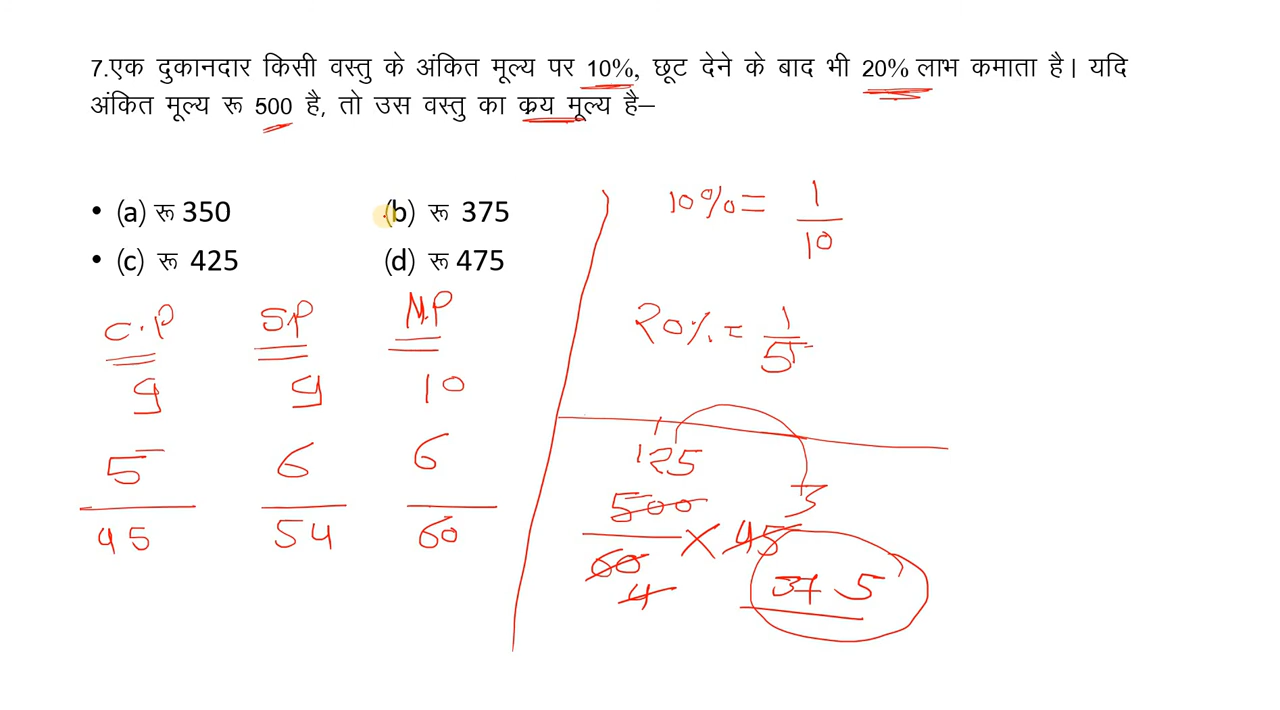 7.एक दुकानदार किसी वस्तु के अंकित मूल्य पर 10%, छूट देने के बाद भी 20% लाभ कमाता है। यदि
अंकित मूल्य रू 500 है, तो उस वस्तु का क्रय मूल्य है–
• (a) रू 350 (b) रू 375
• (c) रू 425 (d) रू 475
10% = 1/10
20% = 1/5
C.P SP M.P
9 9 10
5 6 6
45 54 60
125
500 3
60 × 45
4
375